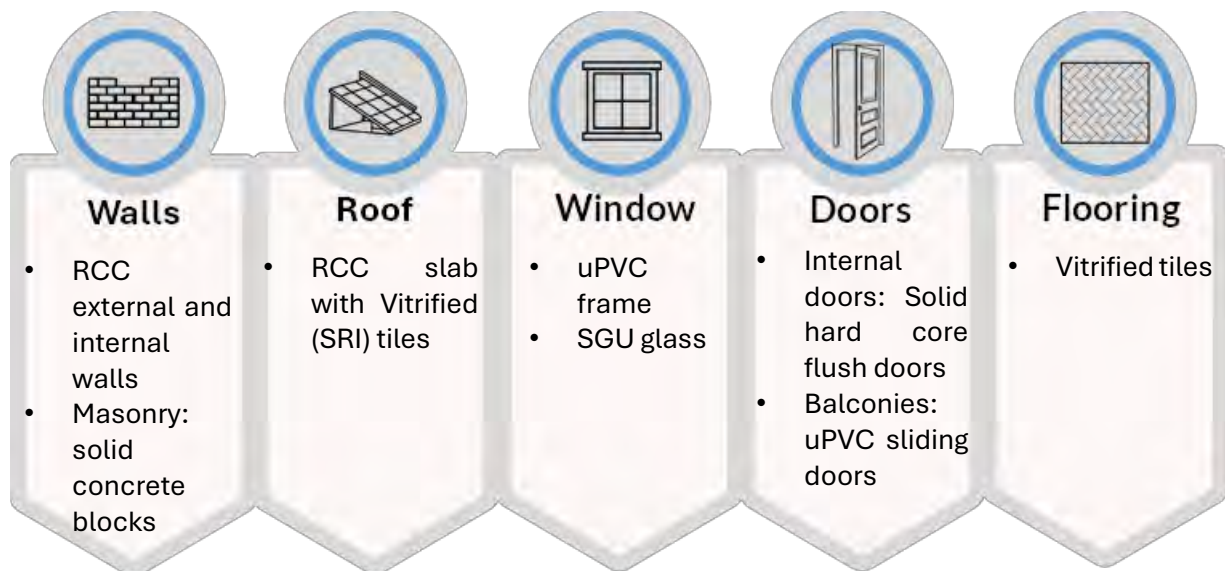 Walls
• RCC
external and
internal
walls
• Masonry:
solid
concrete
blocks
Roof
• RCC slab
with Vitrified
(SRI) tiles
Window
• uPVC
frame
• SGU glass
Doors
• Internal
doors: Solid
hard core
flush doors
• Balconies:
uPVC sliding
doors
Flooring
• Vitrified tiles